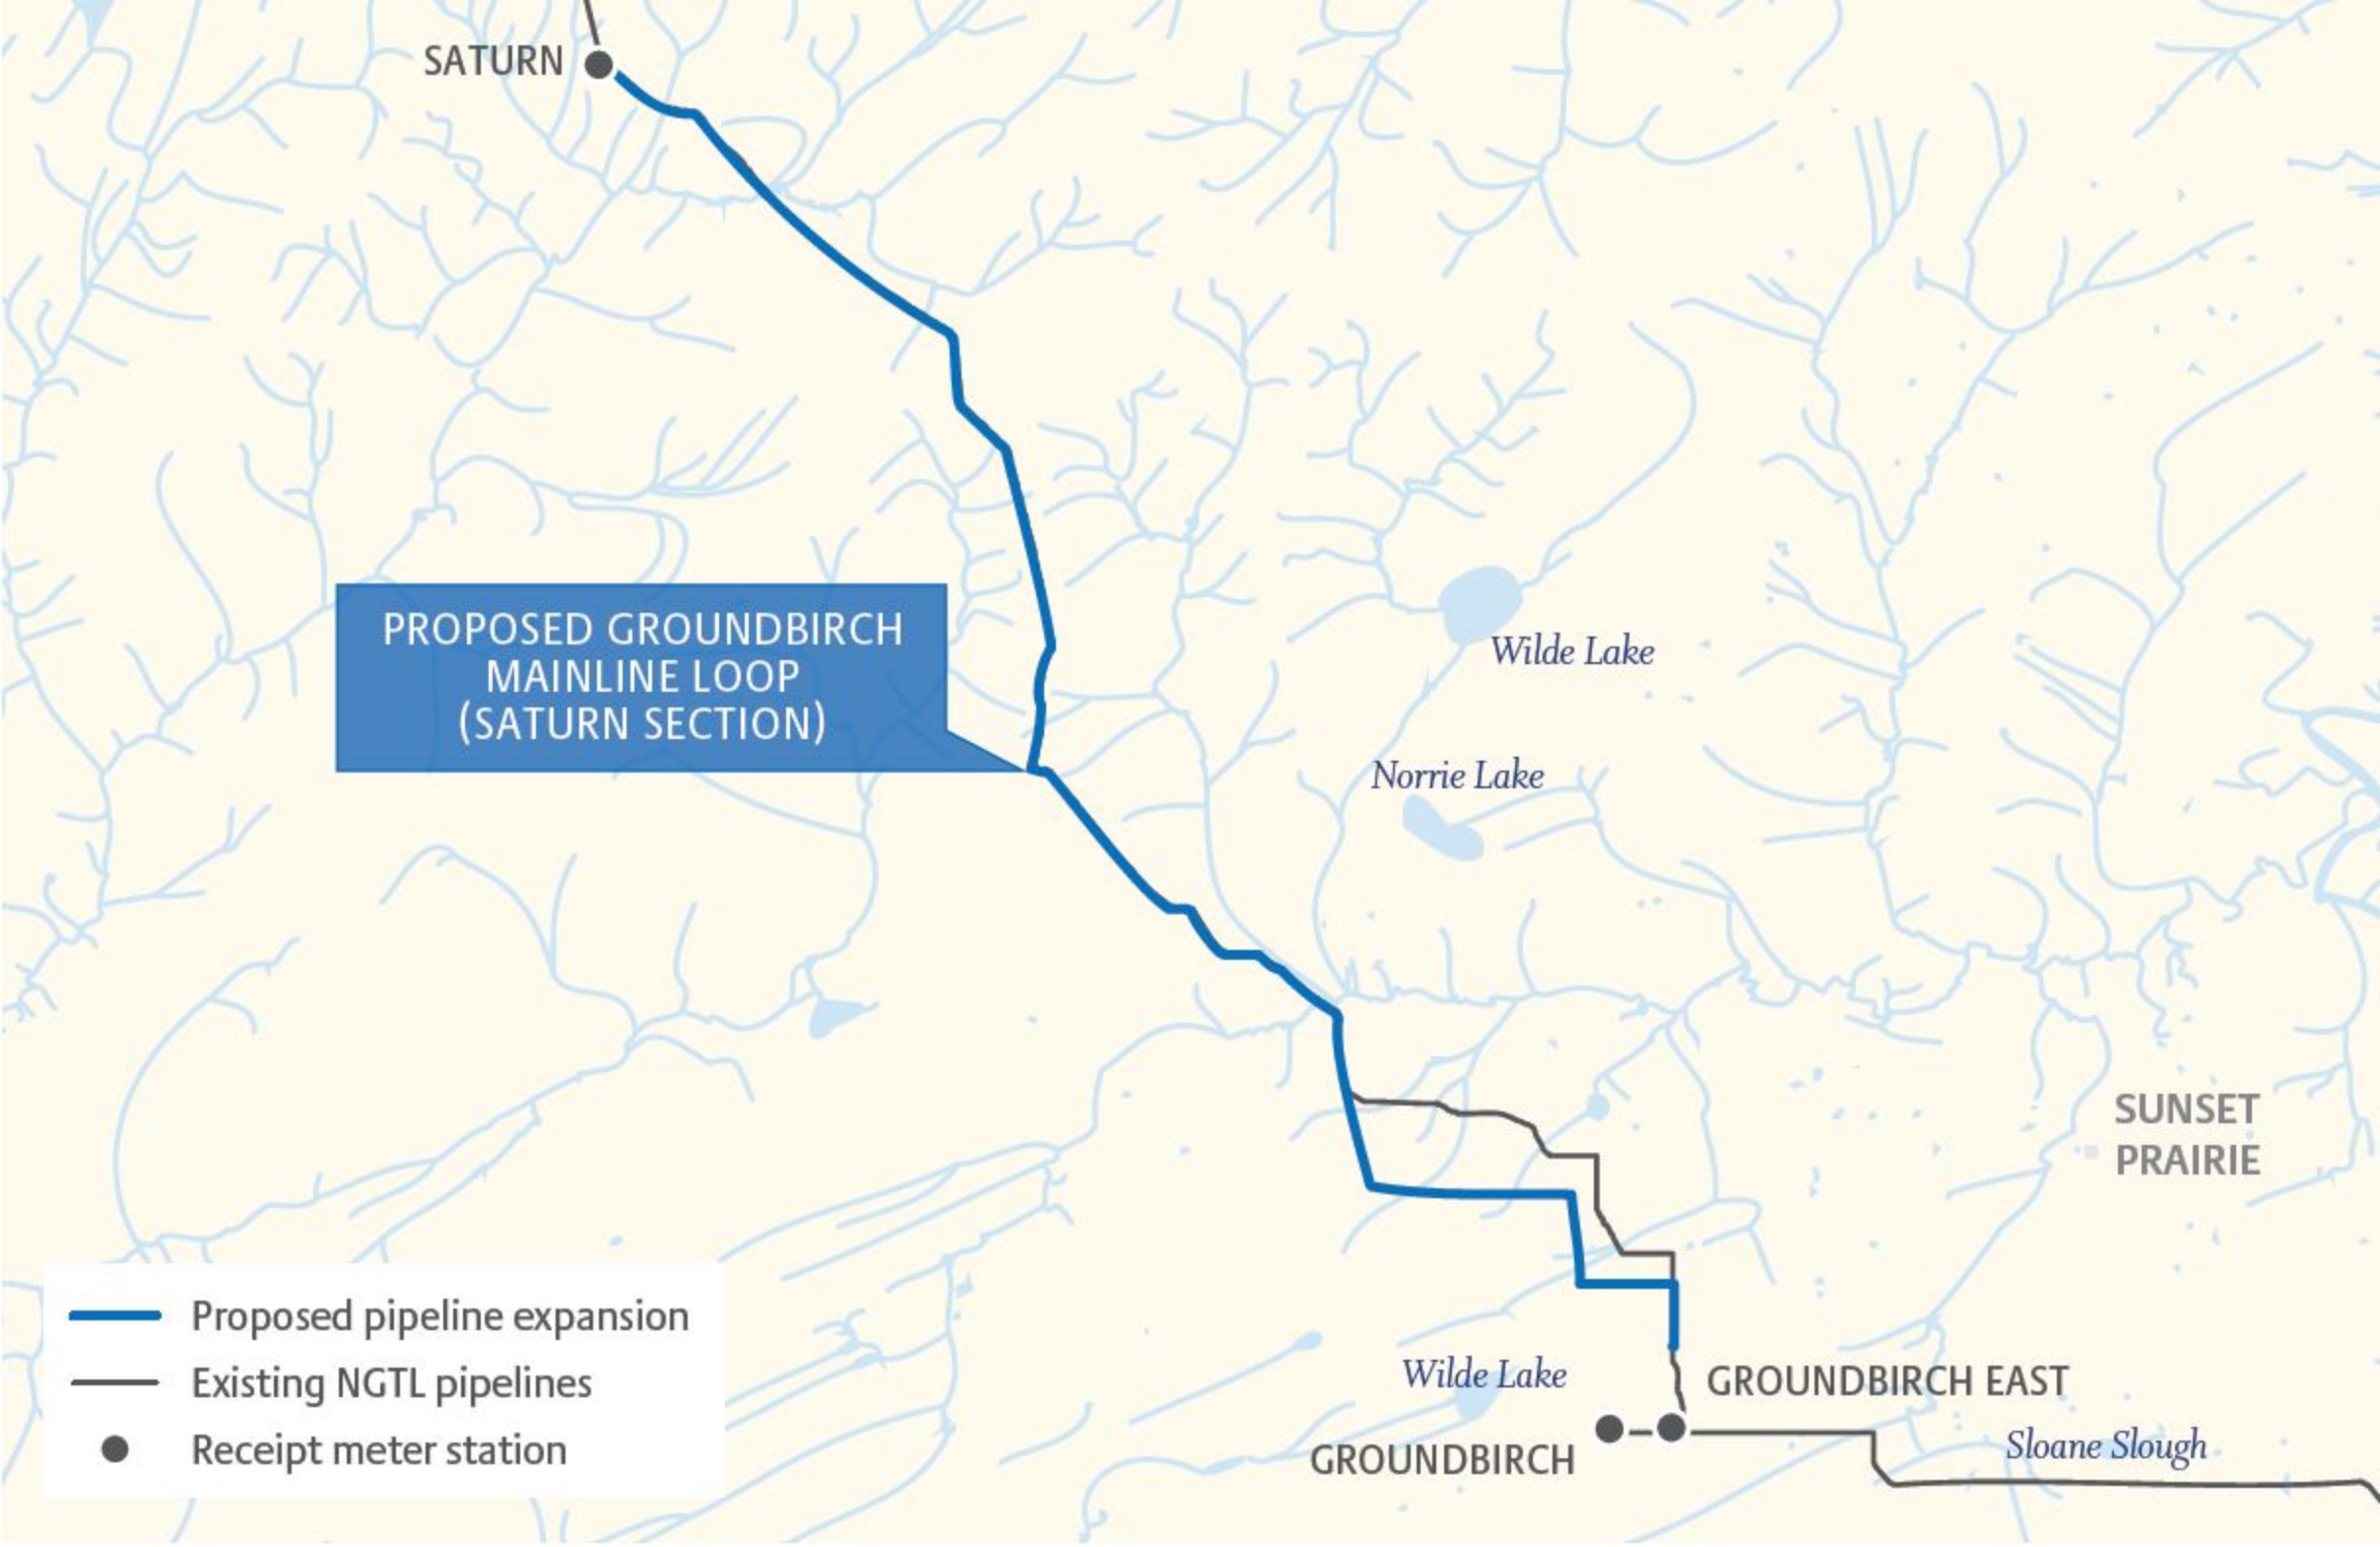 SATURN
PROPOSED GROUNDBIRCH
MAINLINE LOOP
(SATURN SECTION)
Wilde Lake
Norrie Lake
SUNSET
PRAIRIE
Proposed pipeline expansion
Existing NGTL pipelines
Receipt meter station
Wilde Lake
GROUNDBIRCH EAST
GROUNDBIRCH
Sloane Slough